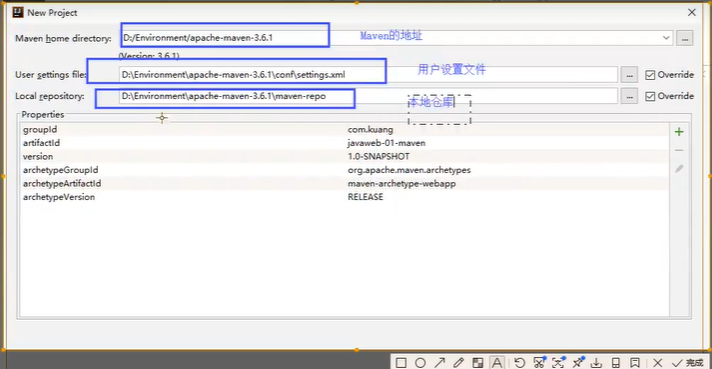 New Project
Maven home directory: D:/Environment/apache-maven-3.6.1 Maven的地址 ...
(Version: 3.6.1)
User settings file: D:\Environment\apache-maven-3.6.1\conf\settings.xml 用户设置文件 ... Override
Local repository: D:\Environment\apache-maven-3.6.1\maven-repo 本地仓库 ... Override
Properties
groupId com.kuang
artifactId javaweb-01-maven
version 1.0-SNAPSHOT
archetypeGroupId org.apache.maven.archetypes
archetypeArtifactId maven-archetype-webapp
archetypeVersion RELEASE
A 完成